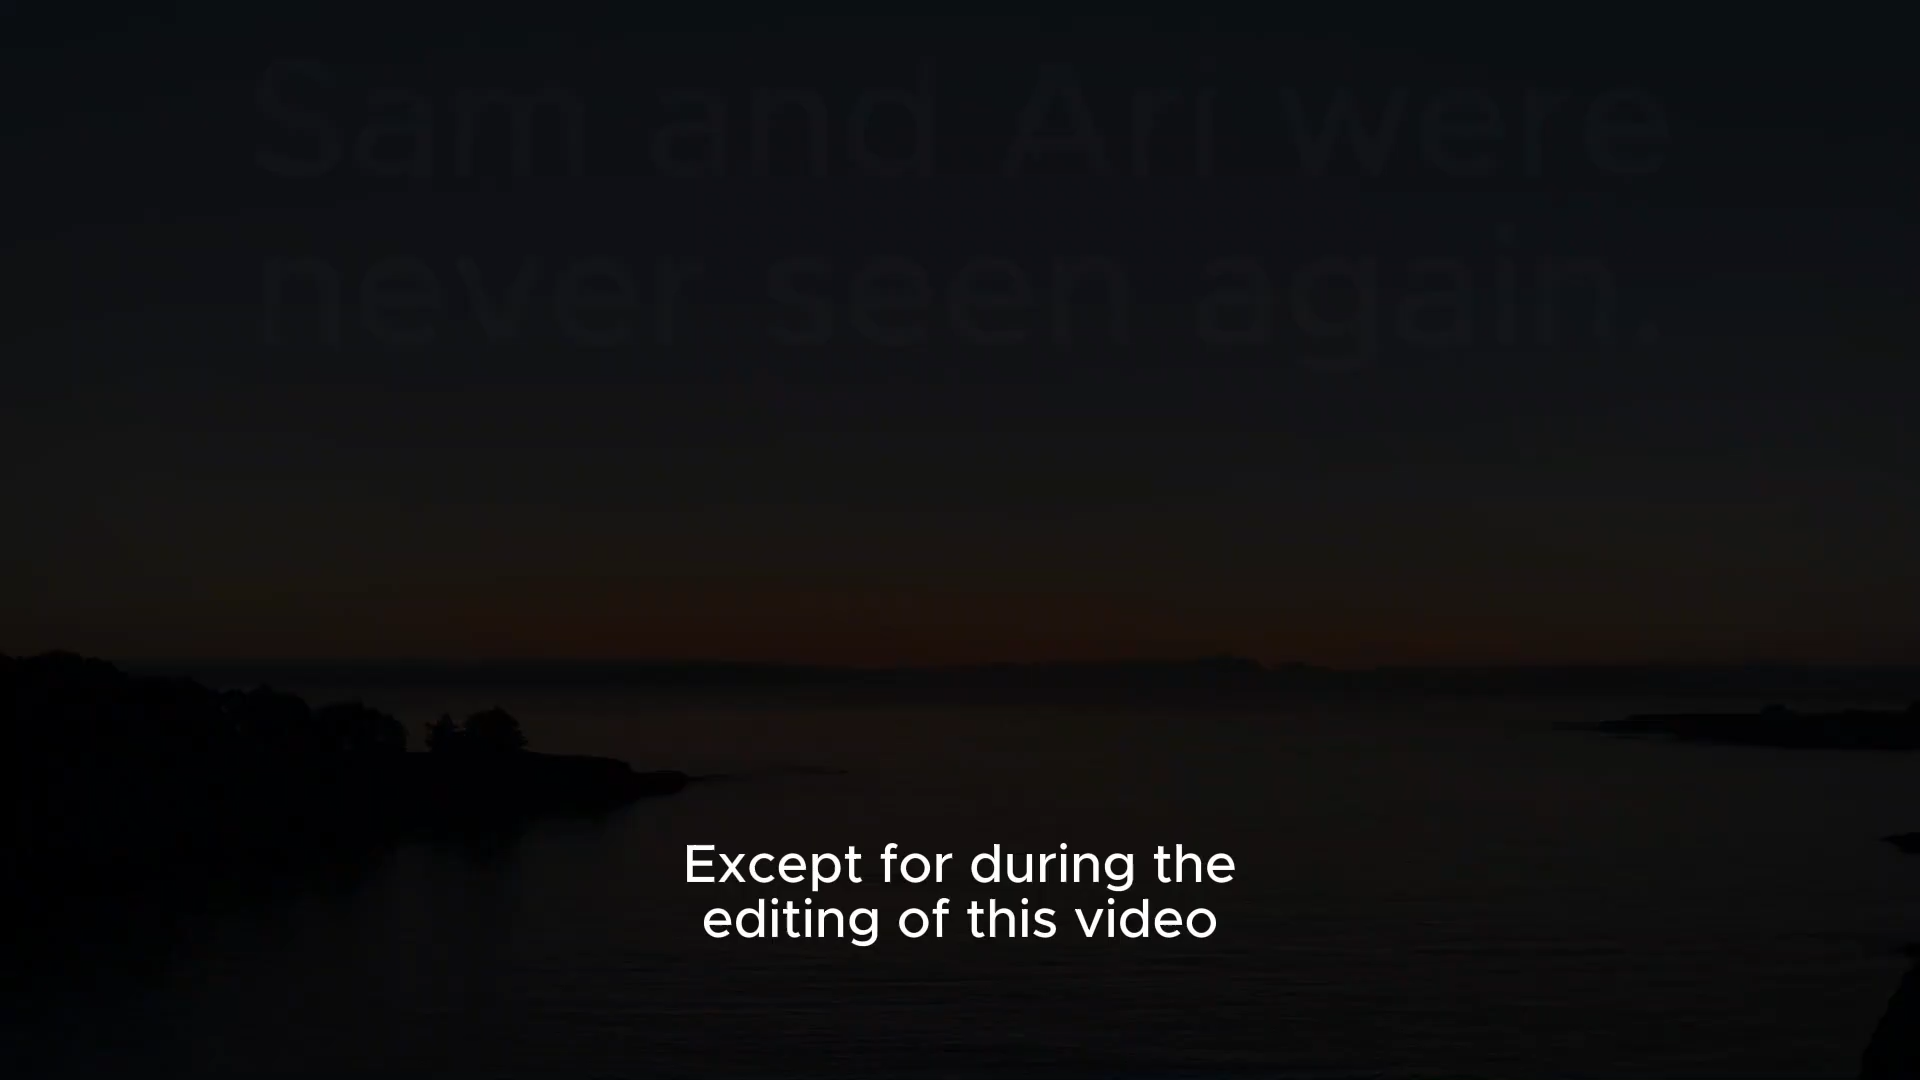 Sam and Ari were
never seen again.
Except for during the
editing of this video